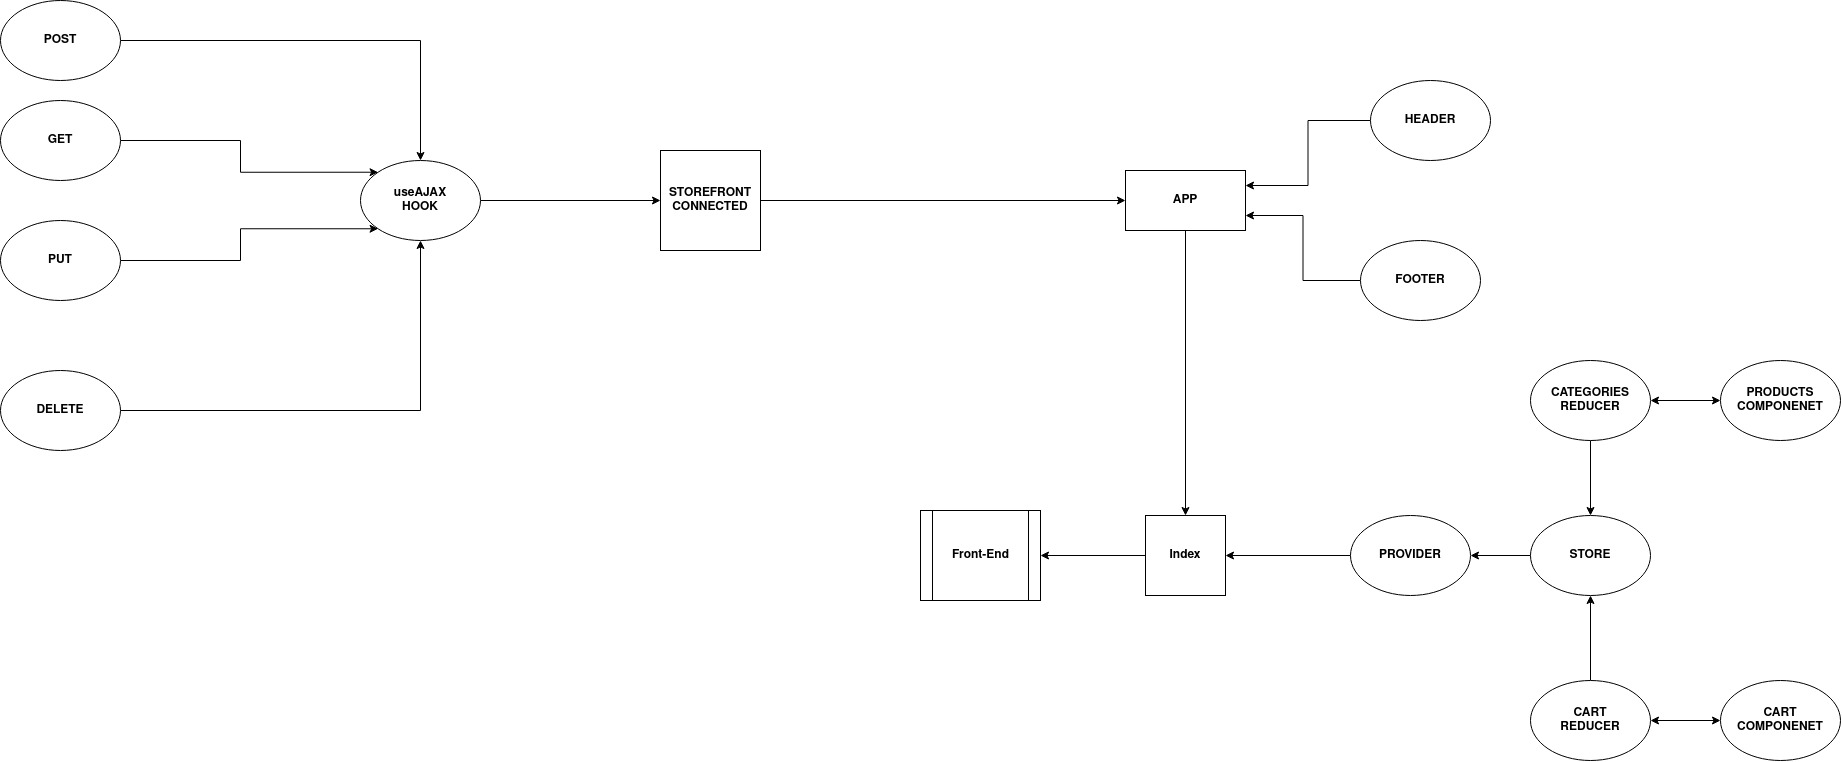 POST
GET
PUT
DELETE
useAJAX
HOOK
STOREFRONT
CONNECTED
APP
HEADER
FOOTER
CATEGORIES
REDUCER
PRODUCTS
COMPONENET
Front-End
Index
PROVIDER
STORE
CART
REDUCER
CART
COMPONENET